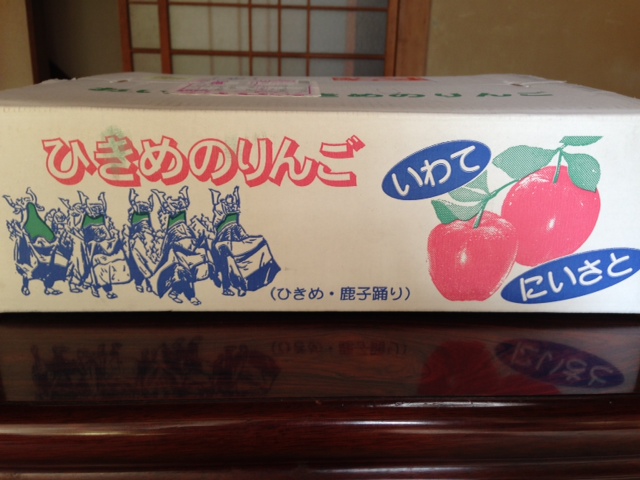 ひきめのりんご
いわて
にいさと
(ひきめ・鹿子踊り)